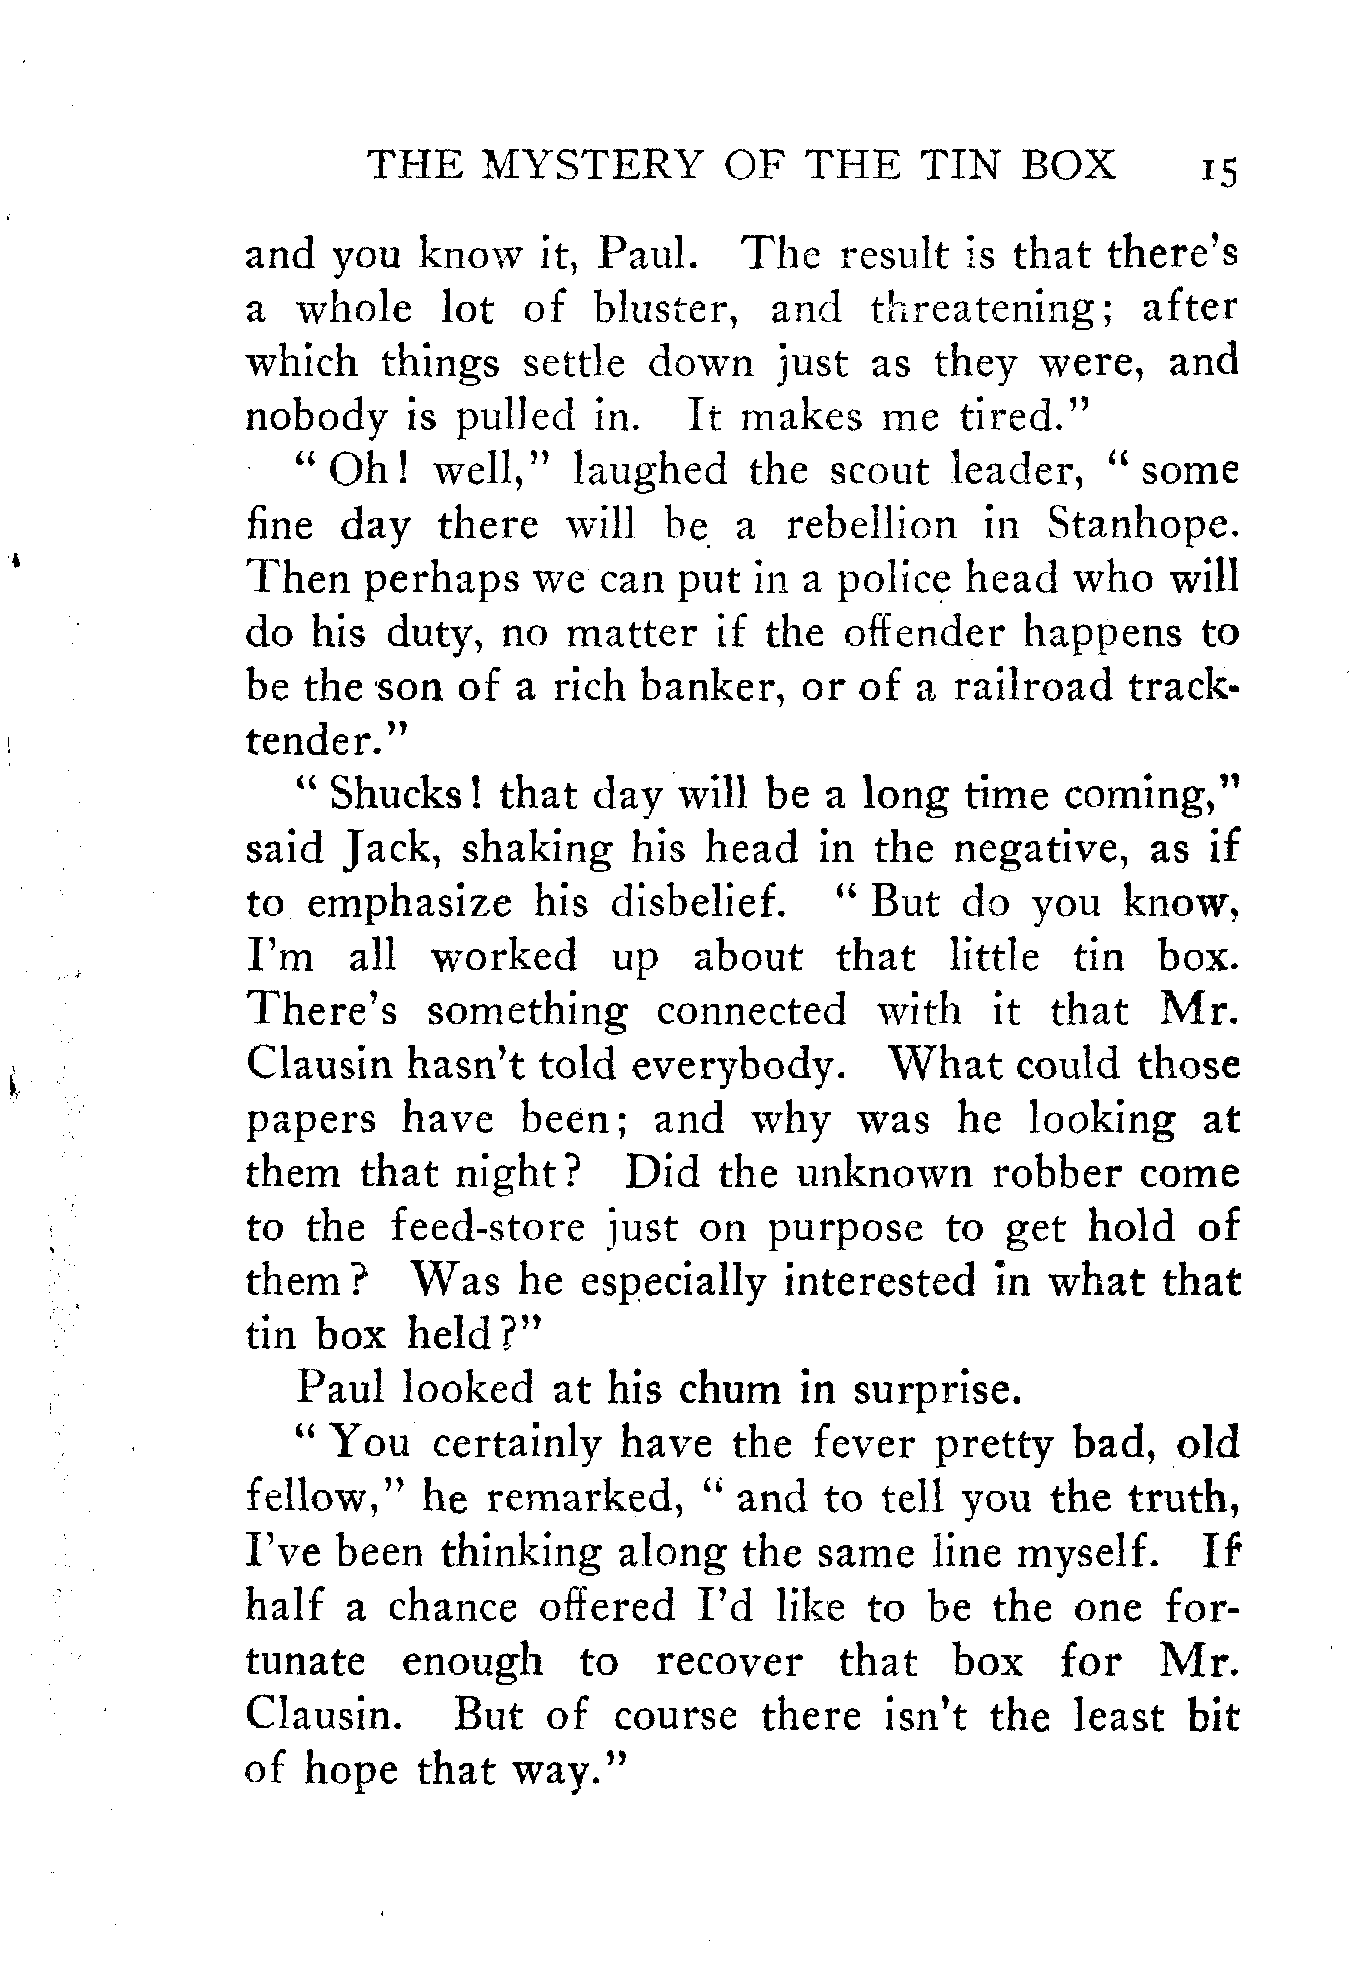 THE MYSTERY OF THE TIN BOX 15
and you know it, Paul. The result is that there's
a whole lot of bluster, and threatening; after
which things settle down just as they were, and
nobody is pulled in. It makes me tired."
" Oh! well," laughed the scout leader, " some
fine day there will be a rebellion in Stanhope.
Then perhaps we can put in a police head who will
do his duty, no matter if the offender happens to
be the son of a rich banker, or of a railroad track-
tender."
" Shucks! that day will be a long time coming,"
said Jack, shaking his head in the negative, as if
to emphasize his disbelief. " But do you know,
I'm all worked up about that little tin box.
There's something connected with it that Mr.
Clausin hasn't told everybody. What could those
papers have been; and why was he looking at
them that night? Did the unknown robber come
to the feed-store just on purpose to get hold of
them? Was he especially interested in what that
tin box held?"
Paul looked at his chum in surprise.
" You certainly have the fever pretty bad, old
fellow," he remarked, " and to tell you the truth,
I've been thinking along the same line myself. If
half a chance offered I'd like to be the one for-
tunate enough to recover that box for Mr.
Clausin. But of course there isn't the least bit
of hope that way."